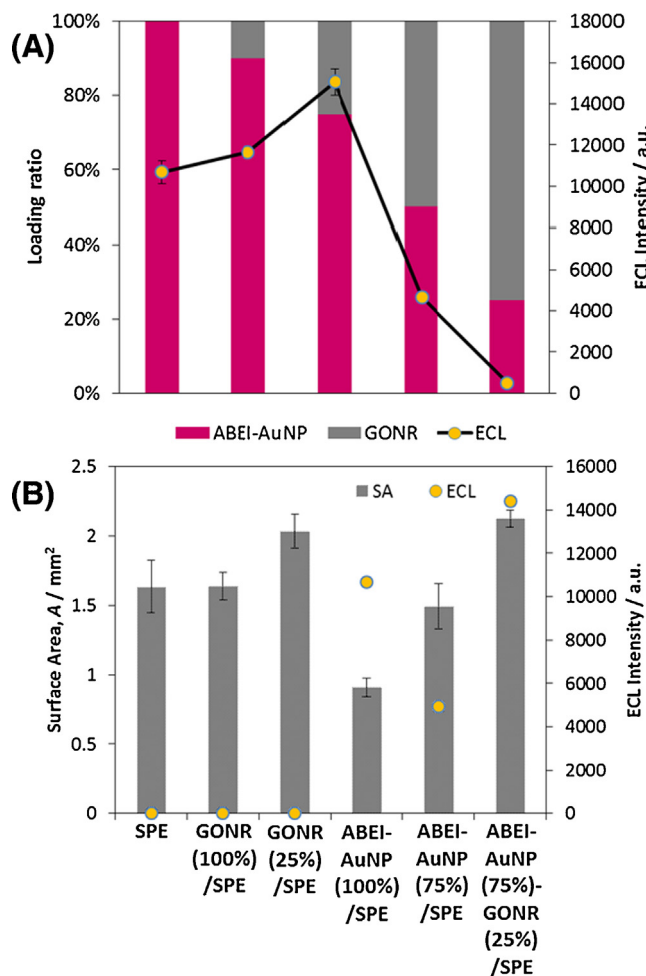 (A)
100%
80%
60%
40%
20%
0%
Loading ratio
18000
16000
14000
12000
10000
8000
6000
4000
2000
0
ECL Intensity / a.u.
ABEI-AuNP GONR ECL
(B)
2.5
2
1.5
1
0.5
0
Surface Area, A / mm²
SA ECL
16000
14000
12000
10000
8000
6000
4000
2000
0
ECL Intensity / a.u.
SPE
GONR
(100%)
/SPE
GONR
(25%)
/SPE
ABEI-
AuNP
(100%)
/SPE
ABEI-
AuNP
(75%)
/SPE
ABEI-
AuNP
(75%)-
GONR
(25%)
/SPE